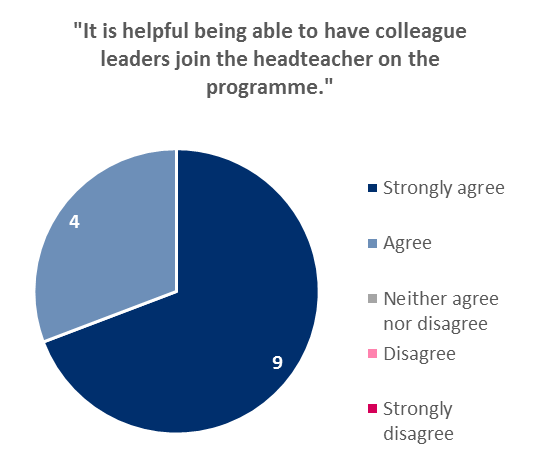 "It is helpful being able to have colleague
leaders join the headteacher on the
programme."
4
9
Strongly agree
Agree
Neither agree
nor disagree
Disagree
Strongly
disagree